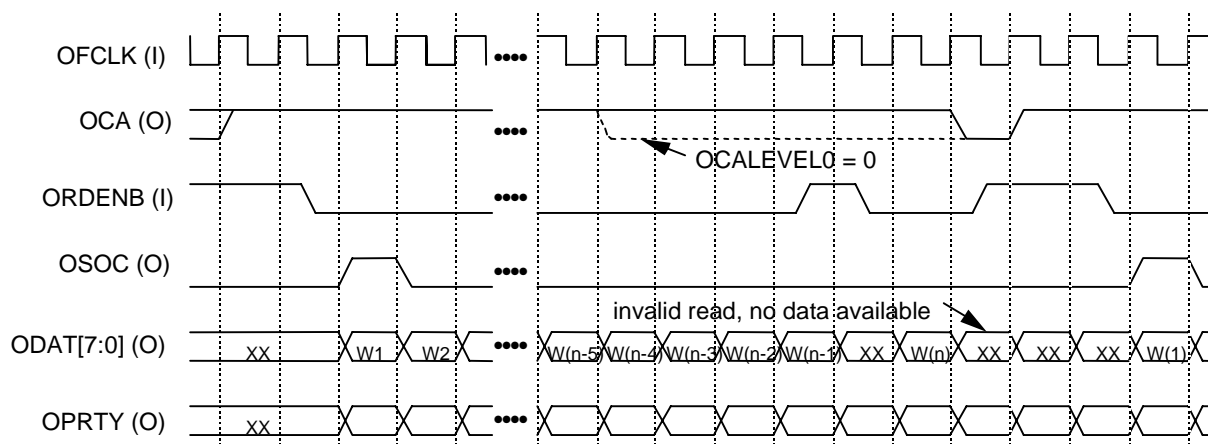 OFCLK (I)
OCA (O)
OCALEVEL0 = 0
ORDENB (I)
OSOC (O)
invalid read, no data available
ODAT[7:0] (O) XX W1 W2 W(n-5) W(n-4) W(n-3) W(n-2) W(n-1) XX W(n) XX XX XX W(1)
OPRTY (O) XX